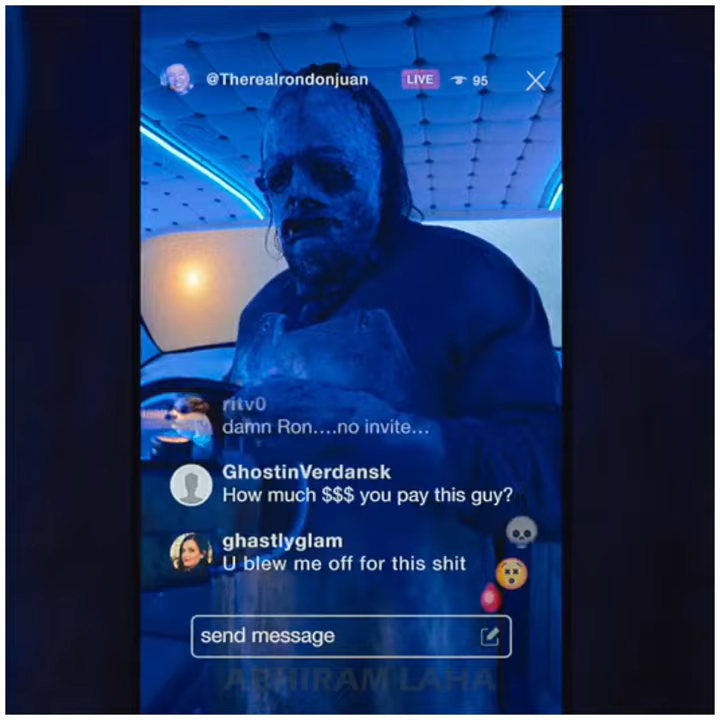 @Therealrondonjuan LIVE 95
ritv0
damn Ron....no invite...
GhostinVerdansk
How much $$$ you pay this guy?
ghastlyglam
U blew me off for this shit
send message
ABHIRAM LAHA